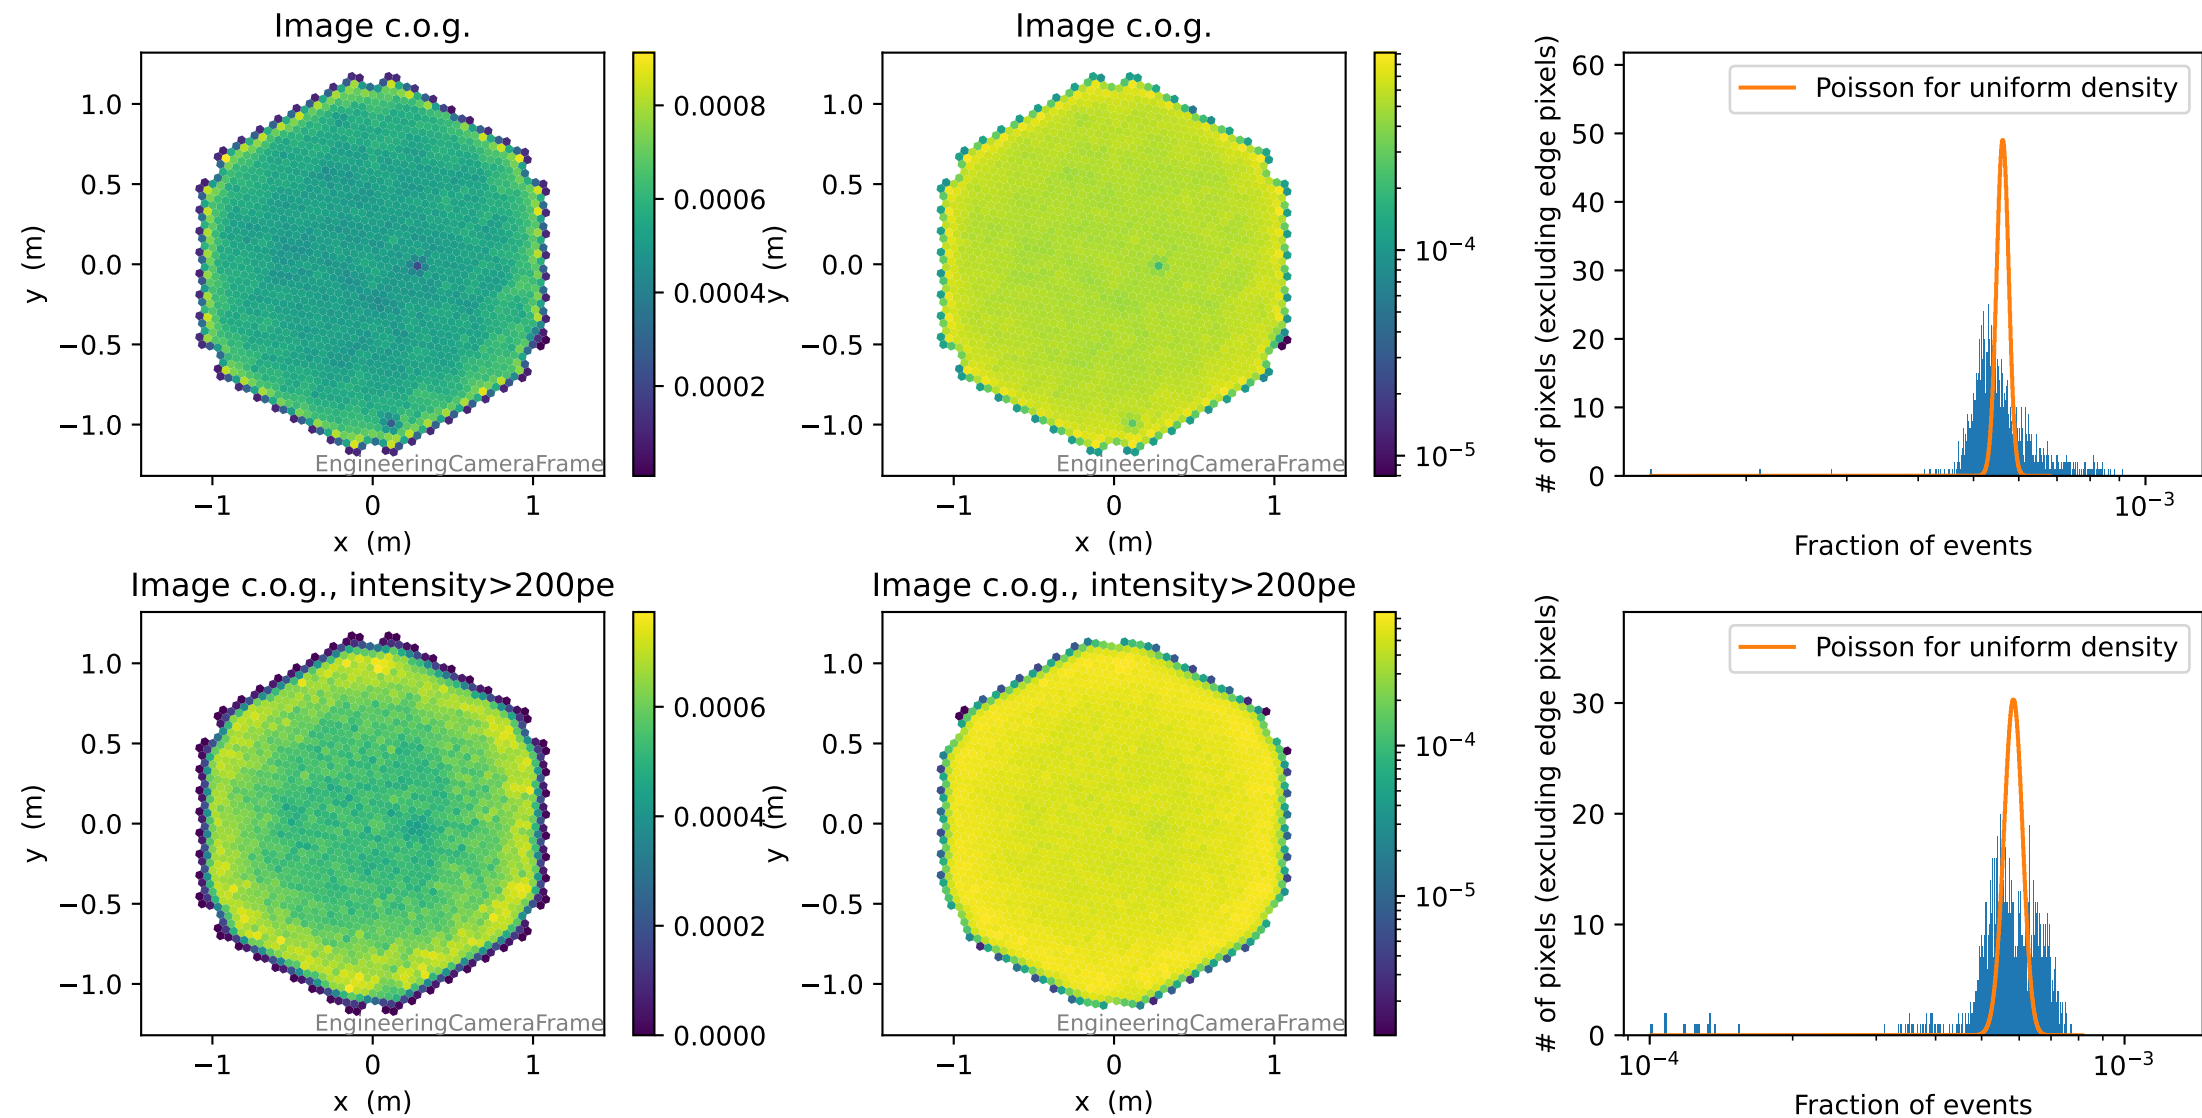 Image c.o.g.
1.0
0.5
0.0
−0.5
−1.0
y (m)
−1
0
1
x (m)
EngineeringCameraFrame
0.0008
0.0006
0.0004
0.0002
Image c.o.g.
1.0
0.5
0.0
−0.5
−1.0
y (m)
−1
0
1
x (m)
EngineeringCameraFrame
10⁻⁴
10⁻⁵
# of pixels (excluding edge pixels)
60
50
40
30
20
10
0
Poisson for uniform density
10⁻³
Fraction of events
Image c.o.g., intensity>200pe
1.0
0.5
0.0
−0.5
−1.0
y (m)
−1
0
1
x (m)
EngineeringCameraFrame
0.0006
0.0004
0.0002
0.0000
Image c.o.g., intensity>200pe
1.0
0.5
0.0
−0.5
−1.0
y (m)
−1
0
1
x (m)
EngineeringCameraFrame
10⁻⁴
10⁻⁵
# of pixels (excluding edge pixels)
30
20
10
0
Poisson for uniform density
10⁻⁴
10⁻³
Fraction of events